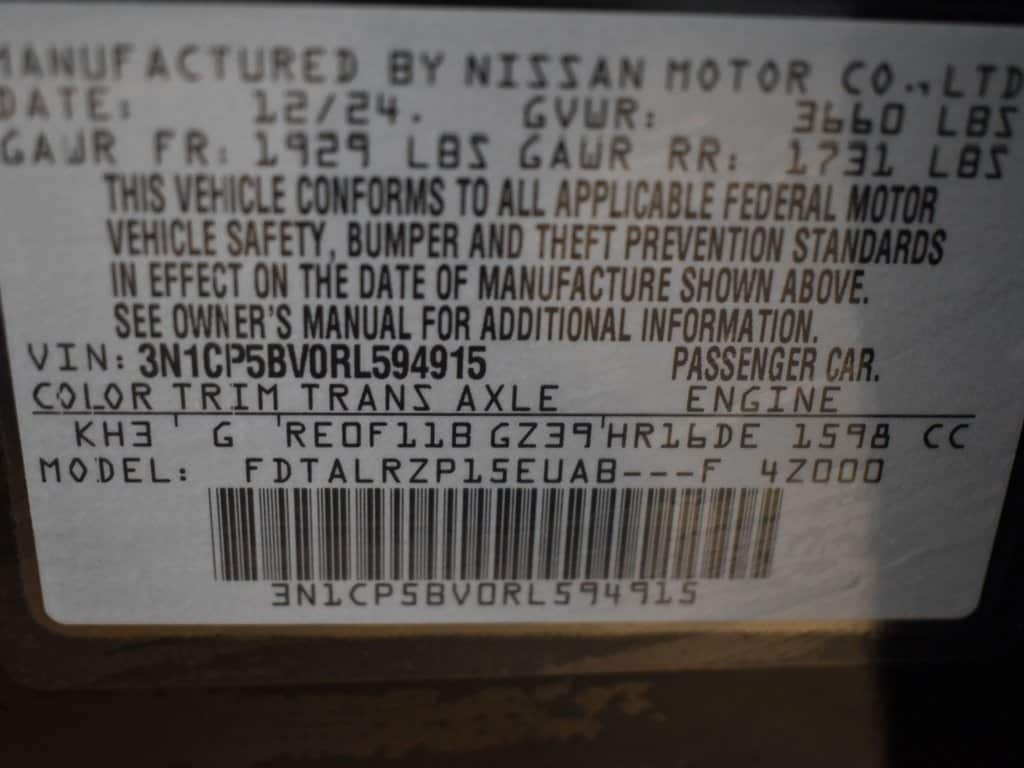 MANUFACTURED BY NISSAN MOTOR CO., LTD
DATE: 12/24. GVWR: 3660 LBS
GAWR FR: 1929 LBS GAWR RR: 1731 LBS
THIS VEHICLE CONFORMS TO ALL APPLICABLE FEDERAL MOTOR
VEHICLE SAFETY, BUMPER AND THEFT PREVENTION STANDARDS
IN EFFECT ON THE DATE OF MANUFACTURE SHOWN ABOVE.
SEE OWNER'S MANUAL FOR ADDITIONAL INFORMATION.
VIN: 3N1CP5BV0RL594915 PASSENGER CAR.
COLOR TRIM TRANS AXLE ENGINE
KH3 ' G 'RE0F11B GZ39'HR16DE 1598 CC
MODEL: FDTALRZP15EUAB---F 4Z000
3N1CP5BV0RL594915